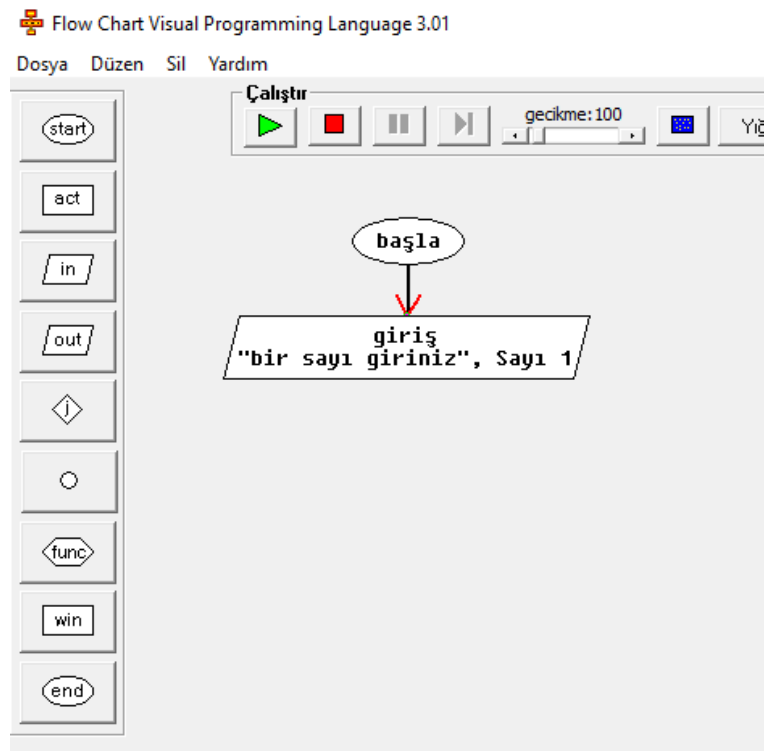 Flow Chart Visual Programming Language 3.01
Dosya Düzen Sil Yardım
Çalıştır
gecikme:100
start
act
in
out
j
func
win
end
başla
giriş
"bir sayı giriniz", Sayı 1